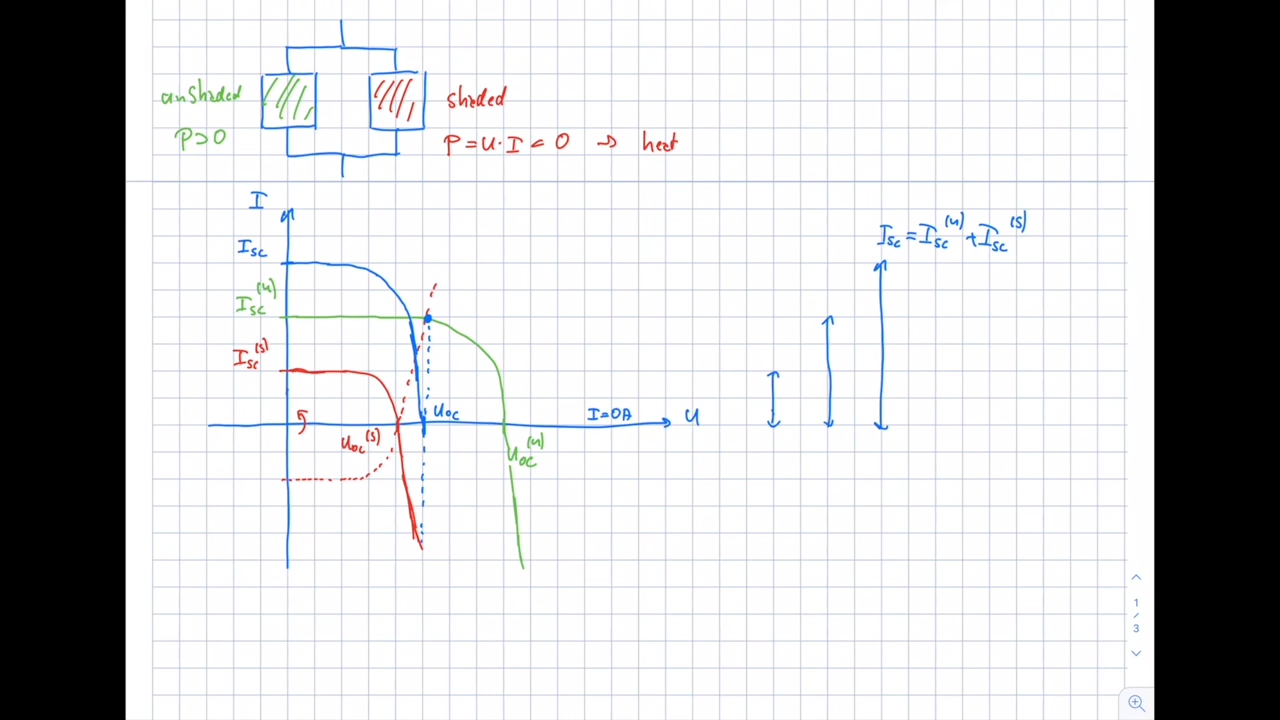 unshaded
P>0
shaded
P = U · I < 0 → heat
I
Isc
Isc(u)
Isc(s)
Uoc(s)
Uoc
Uoc(u)
I=0A
U
Isc = Isc(u) + Isc(s)
1
/
3